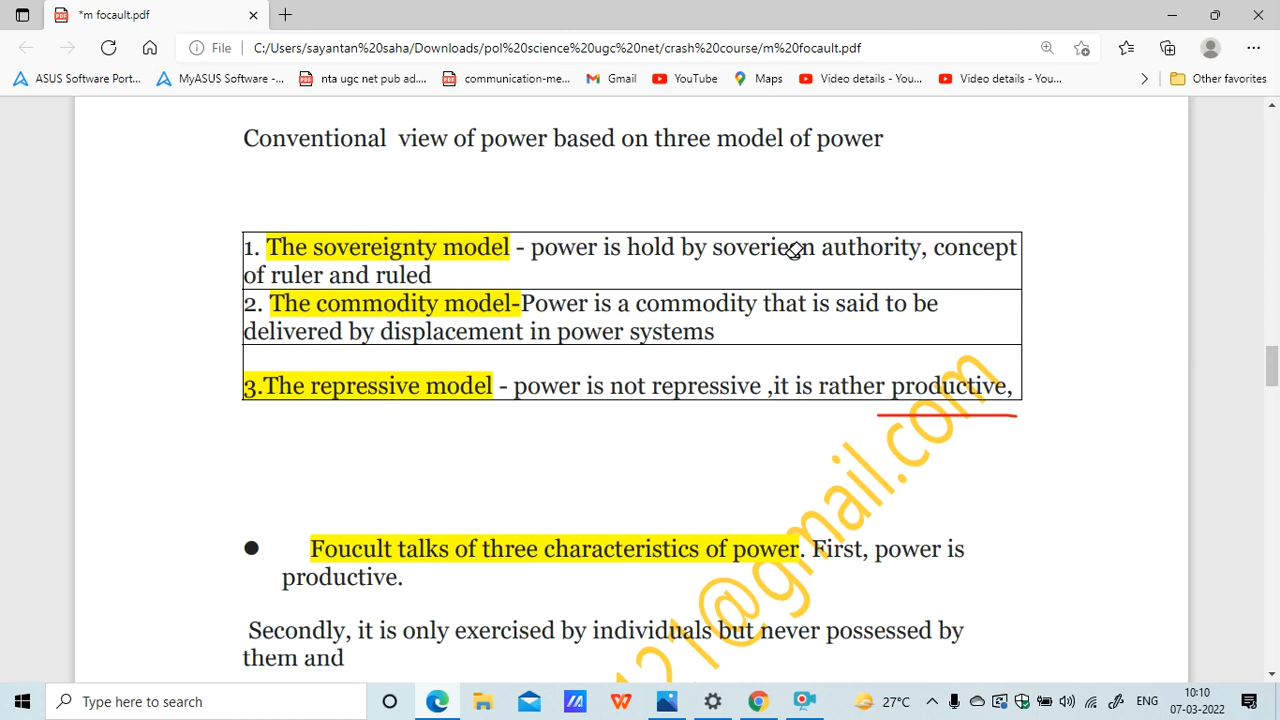 *m focault.pdf
File
C:/Users/sayantan%20saha/Downloads/pol%20science%20ugc%20net/crash%20course/m%20focault.pdf
ASUS Software Port...
MyASUS Software -...
nta ugc net pub ad....
communication-me...
Gmail
YouTube
Maps
Video details - You...
Video details - You...
Other favorites
Conventional view of power based on three model of power
1. The sovereignty model - power is hold by soveriegn authority, concept
of ruler and ruled
2. The commodity model-Power is a commodity that is said to be
delivered by displacement in power systems
3.The repressive model - power is not repressive ,it is rather productive,
Foucult talks of three characteristics of power. First, power is
productive.
Secondly, it is only exercised by individuals but never possessed by
them and
21@gmail.com
Type here to search
27°C
ENG
10:10
07-03-2022